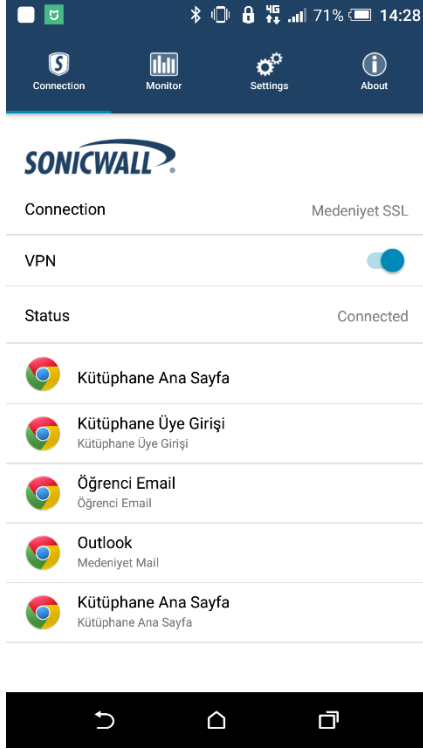 4G 71% 14:28
Connection Monitor Settings About
SONICWALL
Connection Medeniyet SSL
VPN
Status Connected
Kütüphane Ana Sayfa
Kütüphane Üye Girişi
Kütüphane Üye Girişi
Öğrenci Email
Öğrenci Email
Outlook
Medeniyet Mail
Kütüphane Ana Sayfa
Kütüphane Ana Sayfa